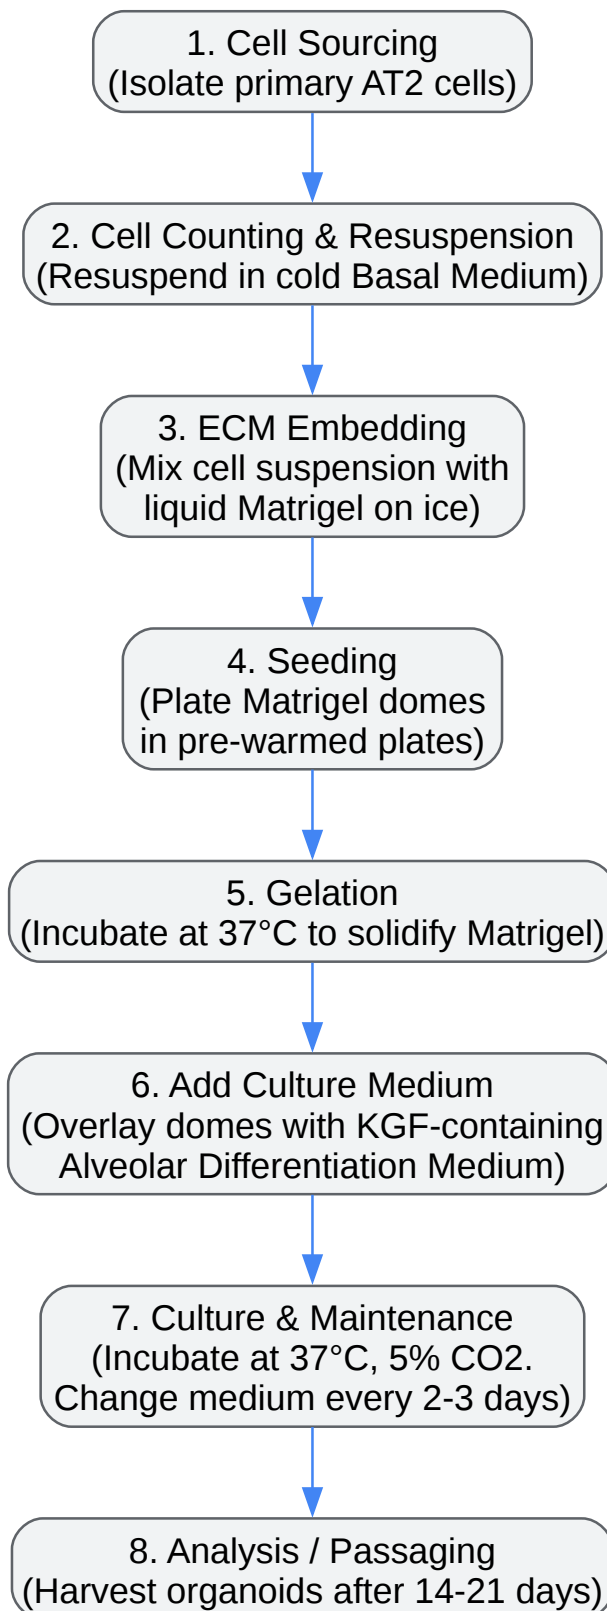 1. Cell Sourcing
(Isolate primary AT2 cells)
2. Cell Counting & Resuspension
(Resuspend in cold Basal Medium)
3. ECM Embedding
(Mix cell suspension with
liquid Matrigel on ice)
4. Seeding
(Plate Matrigel domes
in pre-warmed plates)
5. Gelation
(Incubate at 37°C to solidify Matrigel)
6. Add Culture Medium
(Overlay domes with KGF-containing
Alveolar Differentiation Medium)
7. Culture & Maintenance
(Incubate at 37°C, 5% CO2.
Change medium every 2-3 days)
8. Analysis / Passaging
(Harvest organoids after 14-21 days)